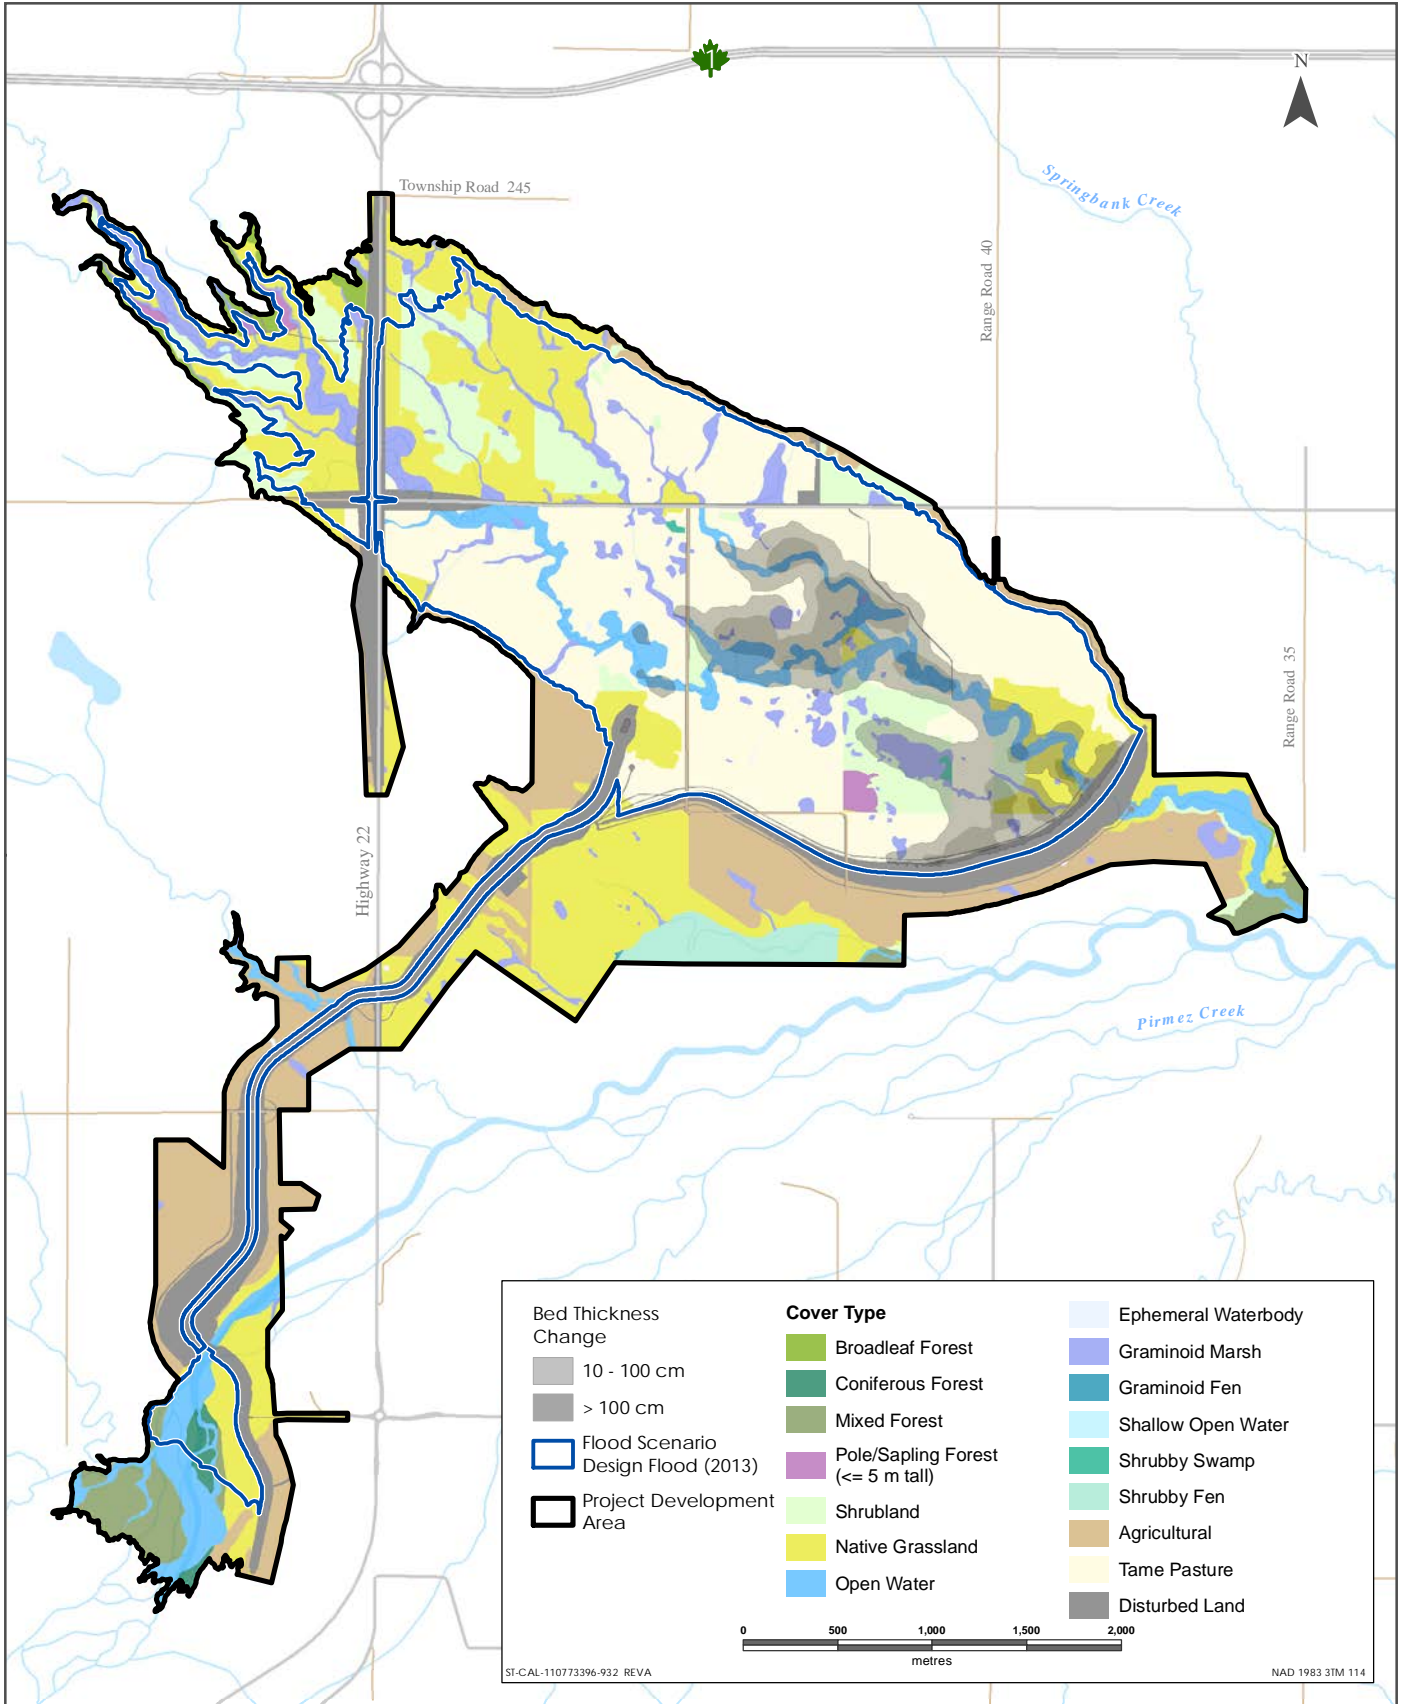 1
N
Township Road 245
Springbank Creek
Range Road 40
Range Road 35
Highway 22
Pirmez Creek
Bed Thickness
Change
10 - 100 cm
> 100 cm
Flood Scenario
Design Flood (2013)
Project Development
Area
Cover Type
Broadleaf Forest
Coniferous Forest
Mixed Forest
Pole/Sapling Forest
(<= 5 m tall)
Shrubland
Native Grassland
Open Water
Ephemeral Waterbody
Graminoid Marsh
Graminoid Fen
Shallow Open Water
Shrubby Swamp
Shrubby Fen
Agricultural
Tame Pasture
Disturbed Land
0 500 1,000 1,500 2,000
metres
ST-CAL-110773396-932 REVA
NAD 1983 3TM 114